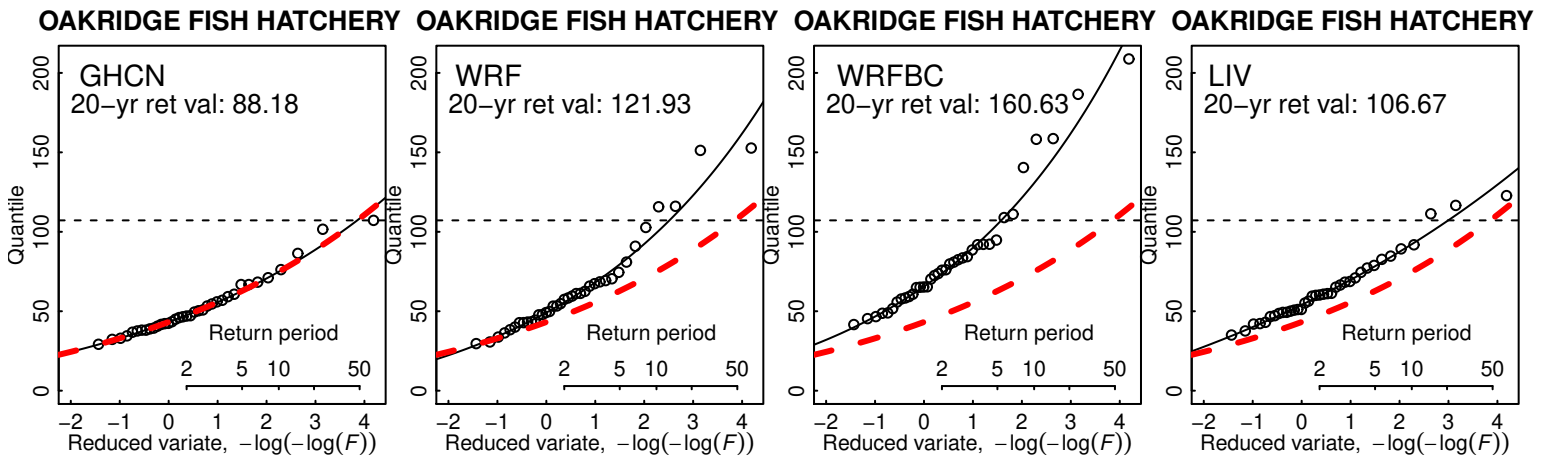 OAKRIDGE FISH HATCHERY
GHCN
20−yr ret val: 88.18
Quantile
200
150
100
50
0
Return period
2 5 10 50
−2 −1 0 1 2 3 4
Reduced variate, −log(−log(F))
OAKRIDGE FISH HATCHERY
WRF
20−yr ret val: 121.93
Quantile
200
150
100
50
0
Return period
2 5 10 50
−2 −1 0 1 2 3 4
Reduced variate, −log(−log(F))
OAKRIDGE FISH HATCHERY
WRFBC
20−yr ret val: 160.63
Quantile
200
150
100
50
0
Return period
2 5 10 50
−2 −1 0 1 2 3 4
Reduced variate, −log(−log(F))
OAKRIDGE FISH HATCHERY
LIV
20−yr ret val: 106.67
Quantile
200
150
100
50
0
Return period
2 5 10 50
−2 −1 0 1 2 3 4
Reduced variate, −log(−log(F))